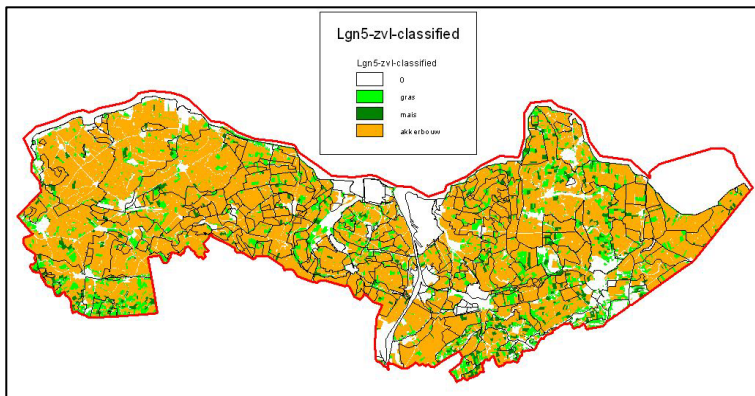 Lgn5-zvl-classified
Lgn5-zvl-classified
0
gras
mais
akkerbouw